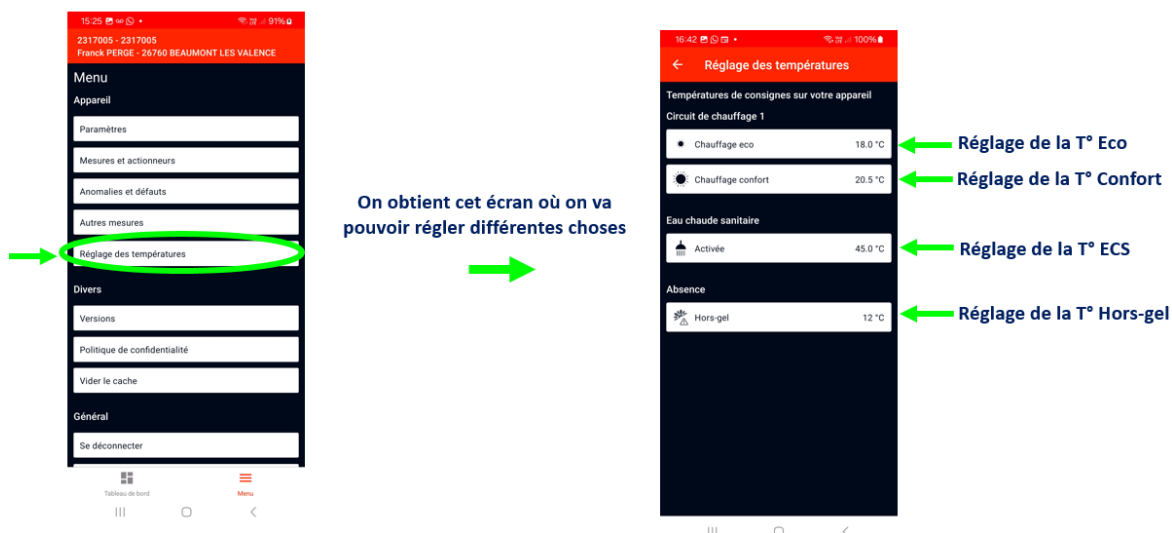 15:25 91%
2317005 - 2317005
Franck PERGE - 26760 BEAUMONT LES VALENCE
Menu
Appareil
Paramètres
Mesures et actionneurs
Anomalies et défauts
Autres mesures
Réglage des températures
Divers
Versions
Politique de confidentialité
Vider le cache
Général
Se déconnecter
Tableau de bord
Menu
On obtient cet écran où on va
pouvoir régler différentes choses
16:42 100%
Réglage des températures
Températures de consignes sur votre appareil
Circuit de chauffage 1
Chauffage eco 18.0 °C
Chauffage confort 20.5 °C
Eau chaude sanitaire
Activée 45.0 °C
Absence
Hors-gel 12 °C
Réglage de la T° Eco
Réglage de la T° Confort
Réglage de la T° ECS
Réglage de la T° Hors-gel